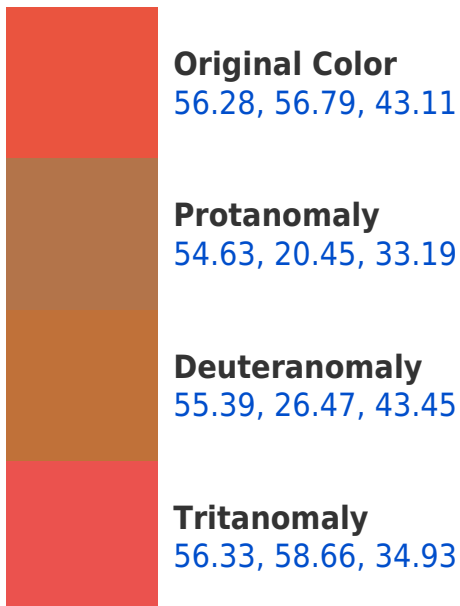 Original Color
56.28, 56.79, 43.11
Protanomaly
54.63, 20.45, 33.19
Deuteranomaly
55.39, 26.47, 43.45
Tritanomaly
56.33, 58.66, 34.93